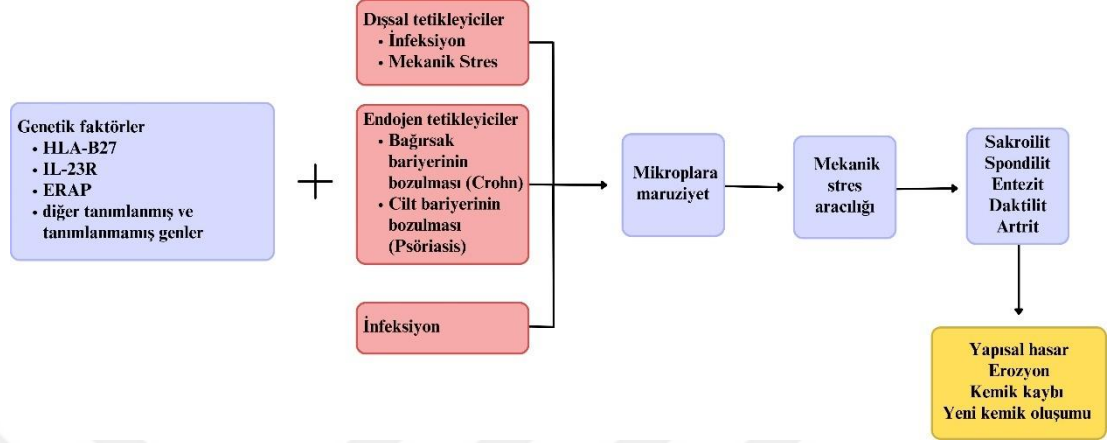 Genetik faktörler
• HLA-B27
• IL-23R
• ERAP
• diğer tanımlanmış ve
tanımlanmamış genler
+
Dışsal tetikleyiciler
• İnfeksiyon
• Mekanik Stres
Endojen tetikleyiciler
• Bağırsak
bariyerinin
bozulması (Crohn)
• Cilt bariyerinin
bozulması
(Psöriasis)
İnfeksiyon
Mikroplara
maruziyet
Mekanik
stres
aracılığı
Sakroilit
Spondilit
Entezit
Daktilit
Artrit
Yapısal hasar
Erozyon
Kemik kaybı
Yeni kemik oluşumu